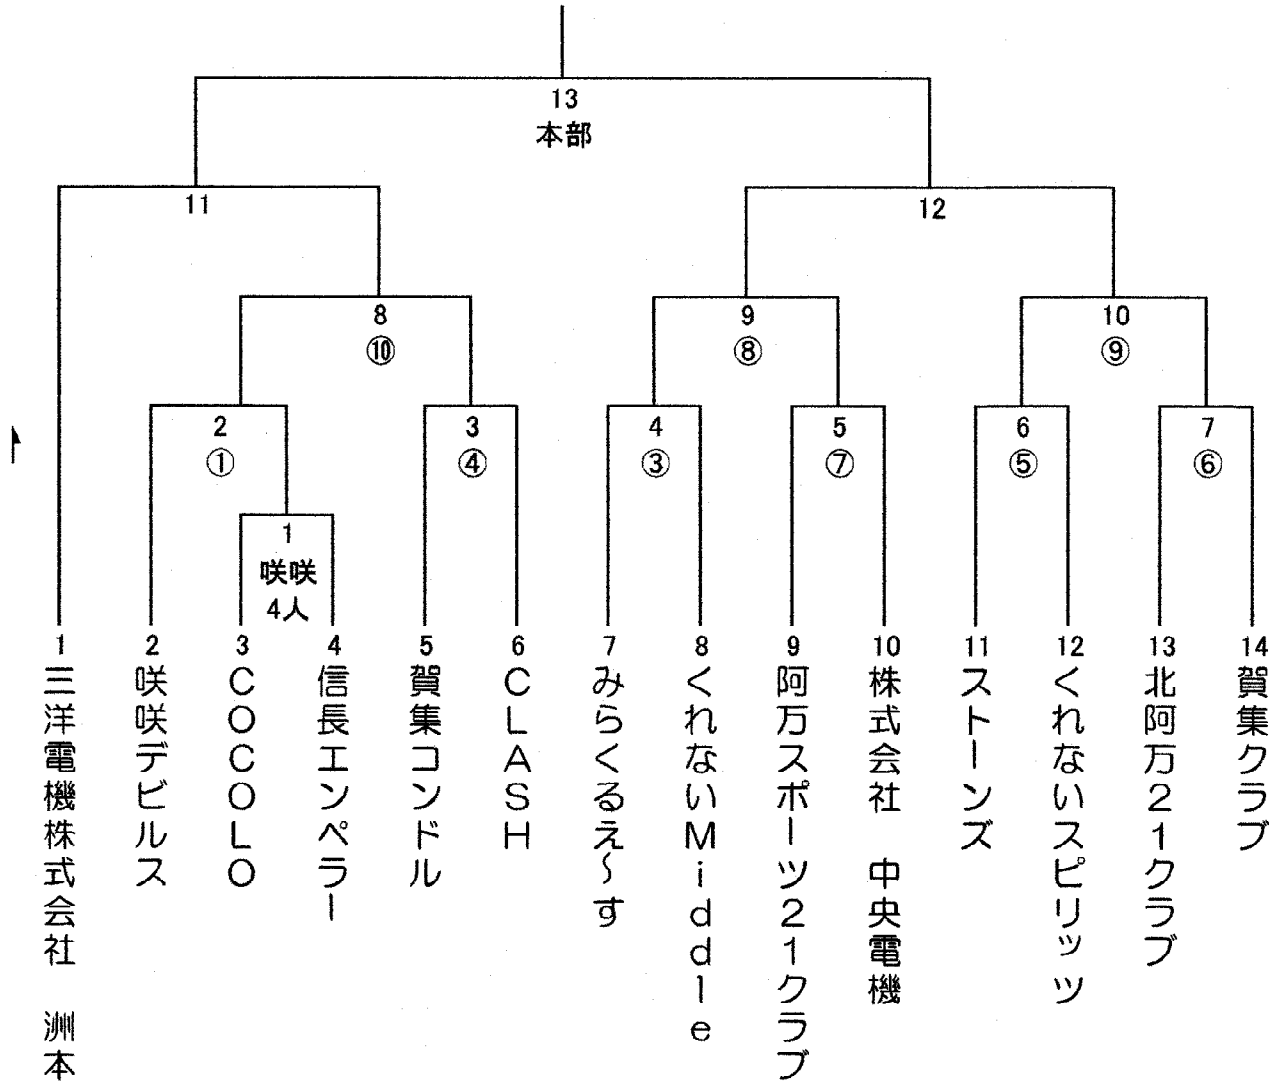 13
本部
11
12
8
⑩
9
⑧
10
⑨
2
①
3
④
4
③
5
⑦
6
⑤
7
⑥
1
咲咲
4人
1
三洋電機株式会社 洲本
2
咲咲デビルス
3
COCOLO
4
信長エンペラー
5
賀集コンドル
6
CLASH
7
みらくるえ～す
8
くれないMiddle
9
阿万スポーツ21クラブ
10
株式会社 中央電機
11
ストーンズ
12
くれないスピリッツ
13
北阿万21クラブ
14
賀集クラブ